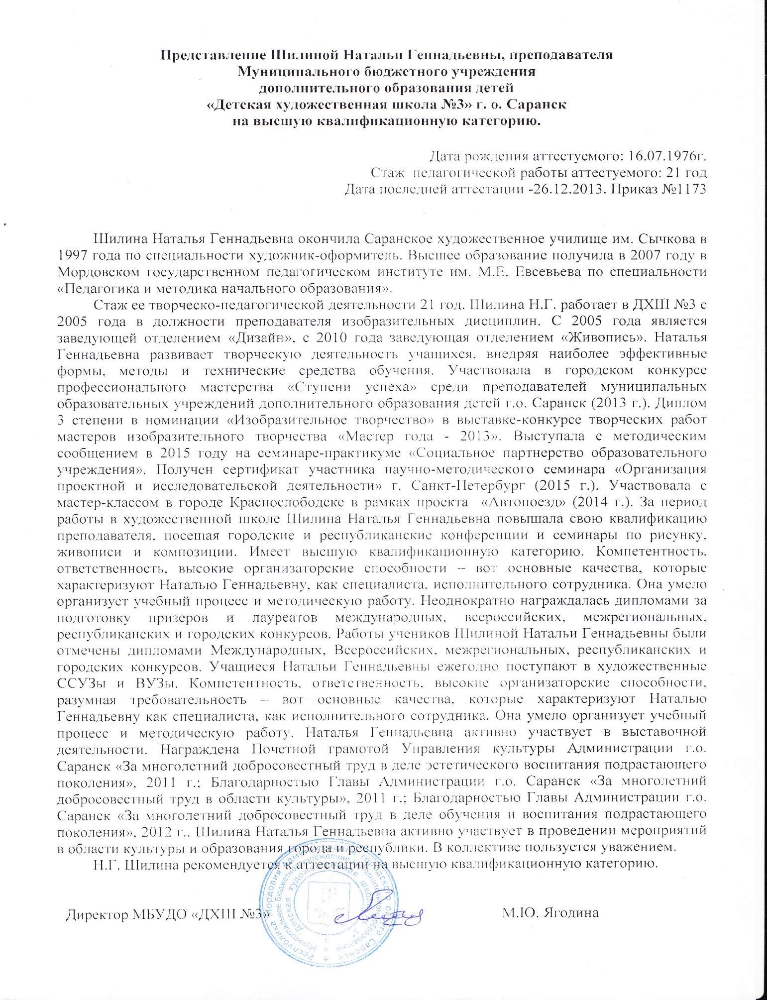 Представление Шилиной Натальи Геннадьевны, преподавателя
Муниципального бюджетного учреждения
дополнительного образования детей
«Детская художественная школа №3» г. о. Саранск
на высшую квалификационную категорию.
Дата рождения аттестуемого: 16.07.1976г.
Стаж  педагогической работы аттестуемого: 21 год
Дата последней аттестации -26.12.2013. Приказ №1173
Шилина Наталья Геннадьевна окончила Саранское художественное училище им. Сычкова в
1997 года по специальности художник-оформитель. Высшее образование получила в 2007 году в
Мордовском государственном педагогическом институте им. М.Е. Евсевьева по специальности
«Педагогика и методика начального образования».
Стаж ее творческо-педагогической деятельности 21 год. Шилина Н.Г. работает в ДХШ №3 с
2005 года в должности преподавателя изобразительных дисциплин. С 2005 года является
заведующей отделением «Дизайн», с 2010 года заведующая отделением «Живопись». Наталья
Геннадьевна развивает творческую деятельность учащихся, внедряя наиболее эффективные
формы, методы и технические средства обучения. Участвовала в городском конкурсе
профессионального мастерства «Ступени успеха» среди преподавателей муниципальных
образовательных учреждений дополнительного образования детей г.о. Саранск (2013 г.). Диплом
3 степени в номинации «Изобразительное творчество» в выставке-конкурсе творческих работ
мастеров изобразительного творчества «Мастер года - 2013». Выступала с методическим
сообщением в 2015 году на семинаре-практикуме «Социальное партнерство образовательного
учреждения». Получен сертификат участника научно-методического семинара «Организация
проектной и исследовательской деятельности» г. Санкт-Петербург (2015 г.). Участвовала с
мастер-классом в городе Краснослободске в рамках проекта  «Автопоезд» (2014 г.). За период
работы в художественной школе Шилина Наталья Геннадьевна повышала свою квалификацию
преподавателя, посещая городские и республиканские конференции и семинары по рисунку,
живописи и композиции. Имеет высшую квалификационную категорию. Компетентность,
ответственность, высокие организаторские способности – вот основные качества, которые
характеризуют Наталью Геннадьевну, как специалиста, исполнительного сотрудника. Она умело
организует учебный процесс и методическую работу. Неоднократно награждалась дипломами за
подготовку призеров и лауреатов международных, всероссийских, межрегиональных,
республиканских и городских конкурсов. Работы учеников Шилиной Натальи Геннадьевны были
отмечены дипломами Международных, Всероссийских, межрегиональных, республиканских и
городских конкурсов. Учащиеся Натальи Геннадьевны ежегодно поступают в художественные
ССУЗы и ВУЗы. Компетентность, ответственность, высокие организаторские способности,
разумная требовательность – вот основные качества, которые характеризуют Наталью
Геннадьевну как специалиста, как исполнительного сотрудника. Она умело организует учебный
процесс и методическую работу. Наталья Геннадьевна активно участвует в выставочной
деятельности. Награждена Почетной грамотой Управления культуры Администрации г.о.
Саранск «За многолетний добросовестный труд в деле эстетического воспитания подрастающего
поколения», 2011 г.; Благодарностью Главы Администрации г.о. Саранск «За многолетний
добросовестный труд в области культуры», 2011 г.; Благодарностью Главы Администрации г.о.
Саранск «За многолетний добросовестный труд в деле обучения и воспитания подрастающего
поколения», 2012 г.. Шилина Наталья Геннадьевна активно участвует в проведении мероприятий
в области культуры и образования города и республики. В коллективе пользуется уважением.
Н.Г. Шилина рекомендуется к аттестации на высшую квалификационную категорию.
Директор МБУДО «ДХШ №3»
М.Ю. Ягодина
Республика Мордовия Администрация городского округа Саранск
Муниципальное бюджетное учреждение дополнительного образования
"Детская художественная школа № 3"